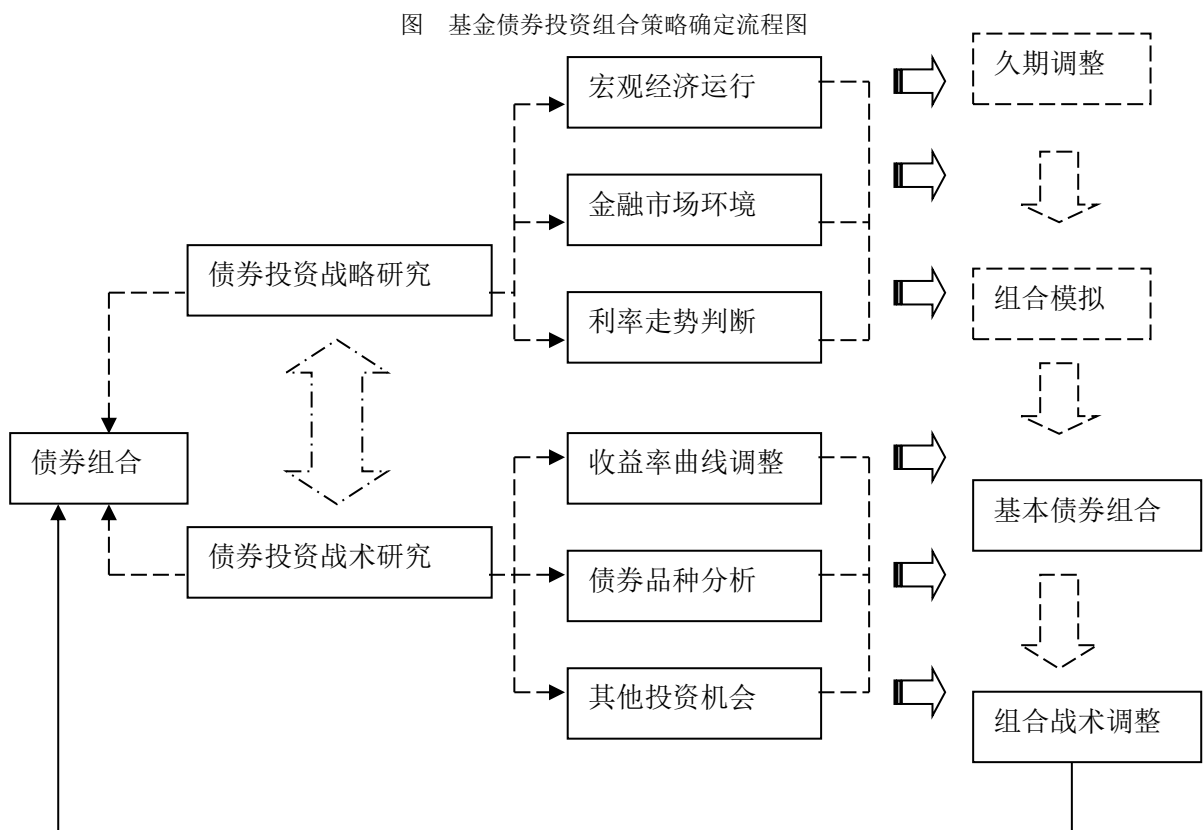 图 基金债券投资组合策略确定流程图
宏观经济运行
久期调整
金融市场环境
债券投资战略研究
利率走势判断
组合模拟
债券组合
收益率曲线调整
基本债券组合
债券投资战术研究
债券品种分析
其他投资机会
组合战术调整